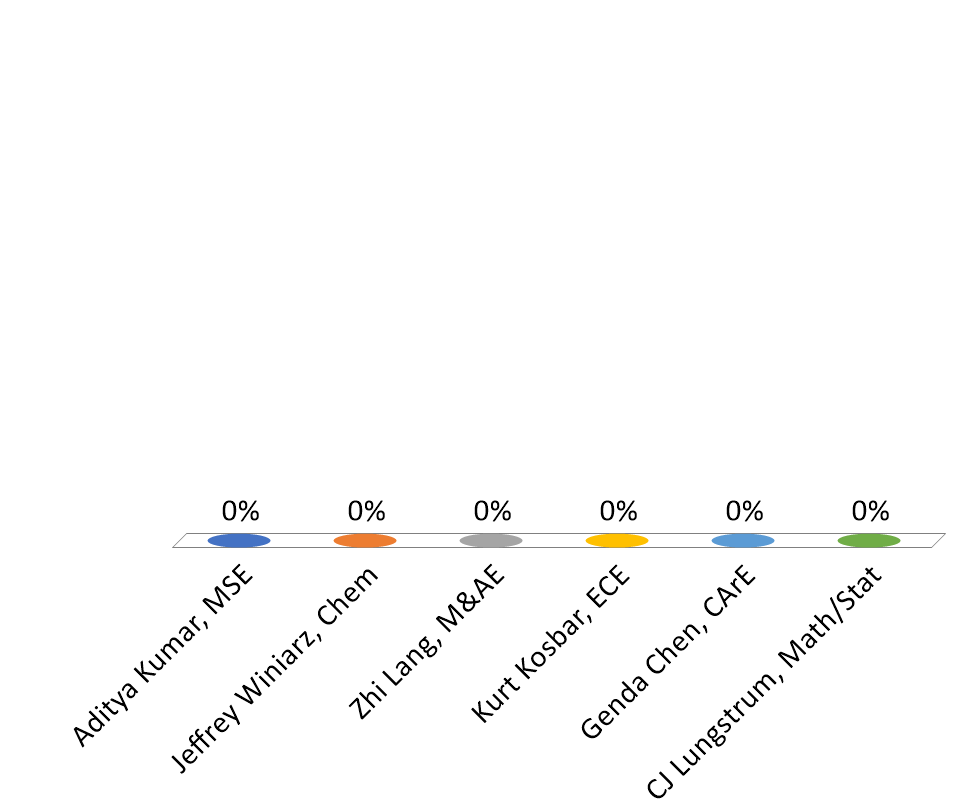 0%
0%
0%
0%
0%
0%
Aditya Kumar, MSE
Jeffrey Winiarz, Chem
Zhi Lang, M&AE
Kurt Kosbar, ECE
Genda Chen, CArE
CJ Lungstrum, Math/Stat